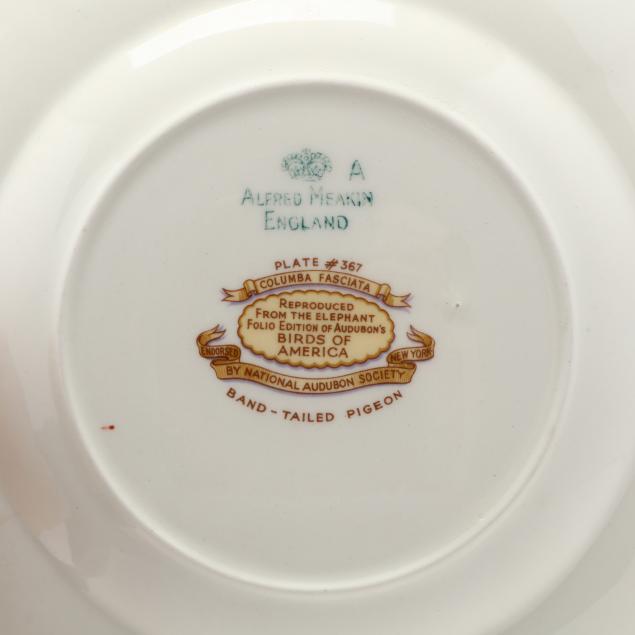 A
ALFRED MEAKIN
ENGLAND
PLATE #367
COLUMBA FASCIATA
REPRODUCED
FROM THE ELEPHANT
FOLIO EDITION OF AUDUBON'S
BIRDS OF
AMERICA
ENDORSED
NEW YORK
BY NATIONAL AUDUBON SOCIETY
BAND-TAILED PIGEON